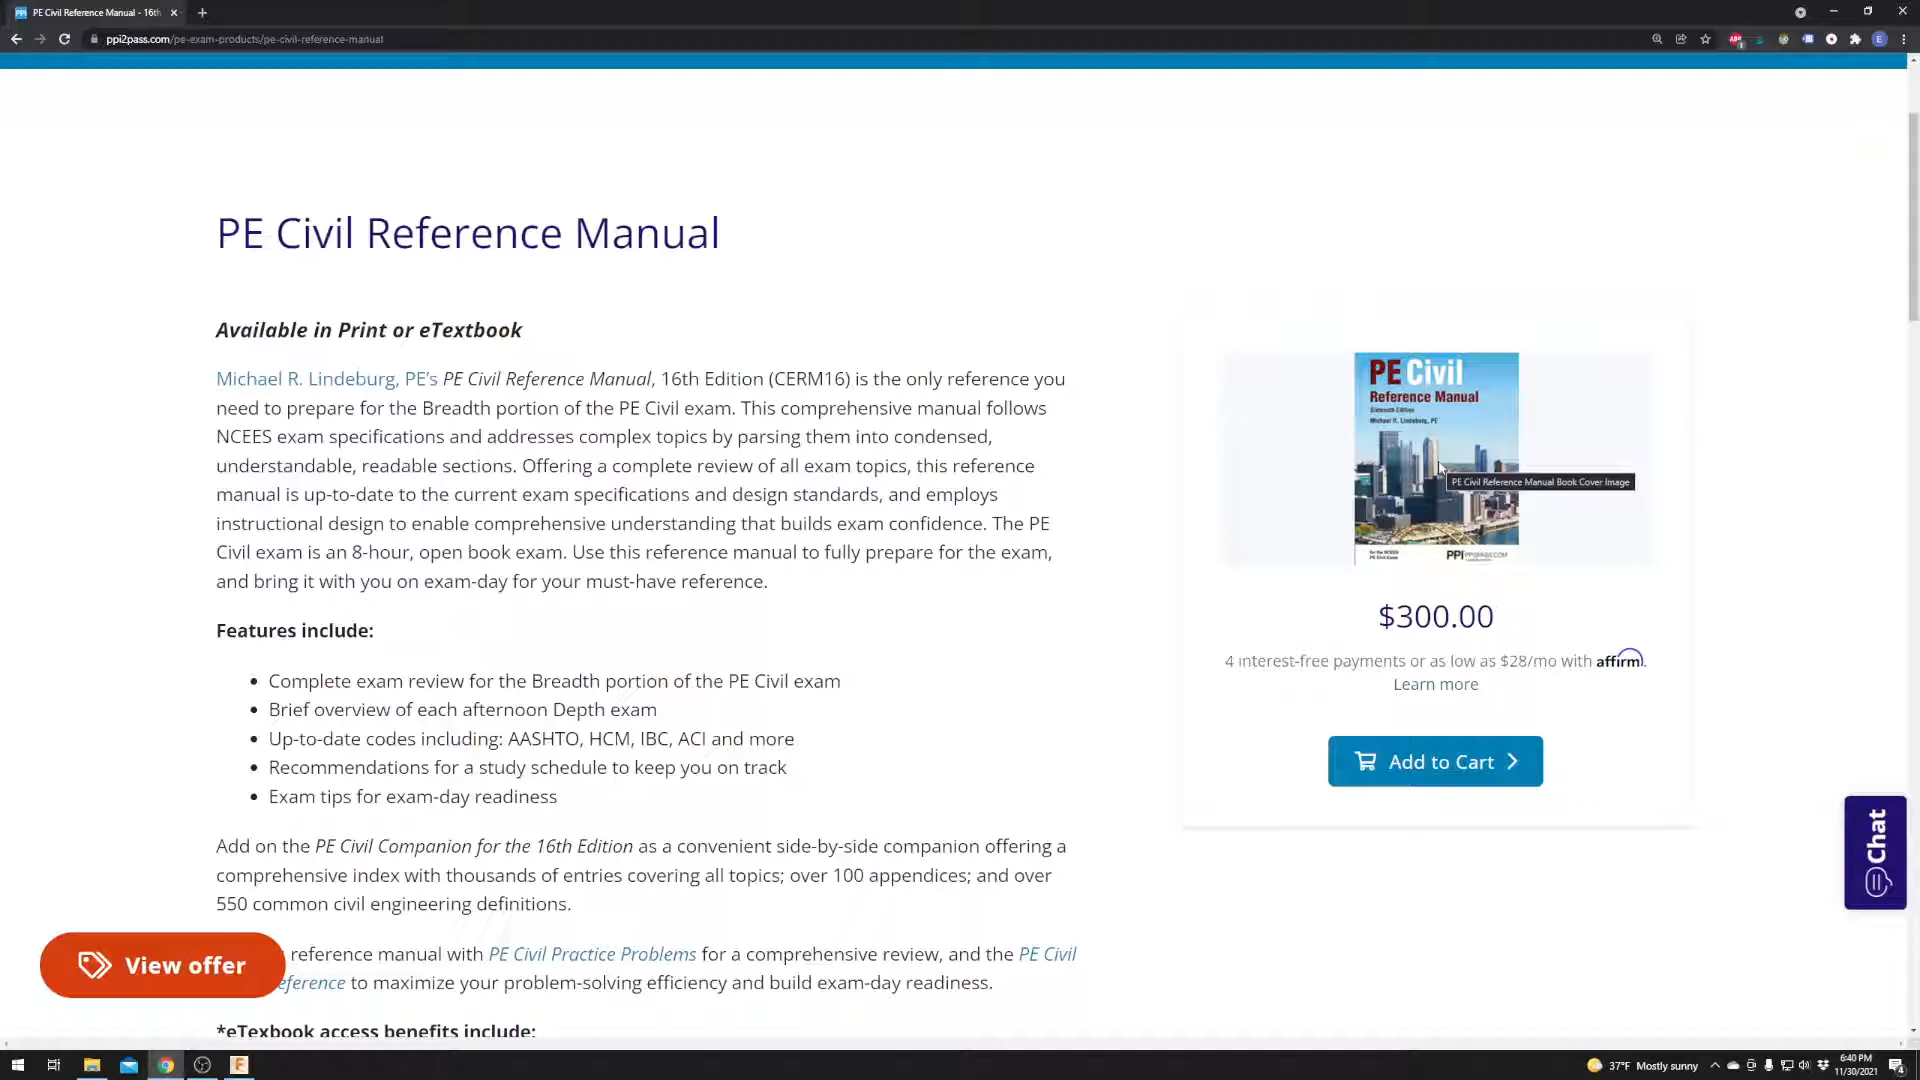 PE Civil Reference Manual - 16th
ppi2pass.com/pe-exam-products/pe-civil-reference-manual
PE Civil Reference Manual
Available in Print or eTextbook
Michael R. Lindeburg, PE's PE Civil Reference Manual, 16th Edition (CERM16) is the only reference you
need to prepare for the Breadth portion of the PE Civil exam. This comprehensive manual follows
NCEES exam specifications and addresses complex topics by parsing them into condensed,
understandable, readable sections. Offering a complete review of all exam topics, this reference
manual is up-to-date to the current exam specifications and design standards, and employs
instructional design to enable comprehensive understanding that builds exam confidence. The PE
Civil exam is an 8-hour, open book exam. Use this reference manual to fully prepare for the exam,
and bring it with you on exam-day for your must-have reference.
Features include:
• Complete exam review for the Breadth portion of the PE Civil exam
• Brief overview of each afternoon Depth exam
• Up-to-date codes including: AASHTO, HCM, IBC, ACI and more
• Recommendations for a study schedule to keep you on track
• Exam tips for exam-day readiness
Add on the PE Civil Companion for the 16th Edition as a convenient side-by-side companion offering a
comprehensive index with thousands of entries covering all topics; over 100 appendices; and over
550 common civil engineering definitions.
reference manual with PE Civil Practice Problems for a comprehensive review, and the PE Civil
eference to maximize your problem-solving efficiency and build exam-day readiness.
*eTexbook access benefits include:
View offer
PE Civil
Reference Manual
Sixteenth Edition
Michael R. Lindeburg, PE
for the NCEES
PE Civil Exam
PPI PPI2PASS.COM
PE Civil Reference Manual Book Cover Image
$300.00
4 interest-free payments or as low as $28/mo with affirm.
Learn more
Add to Cart
Chat
37°F Mostly sunny
6:40 PM
11/30/2021